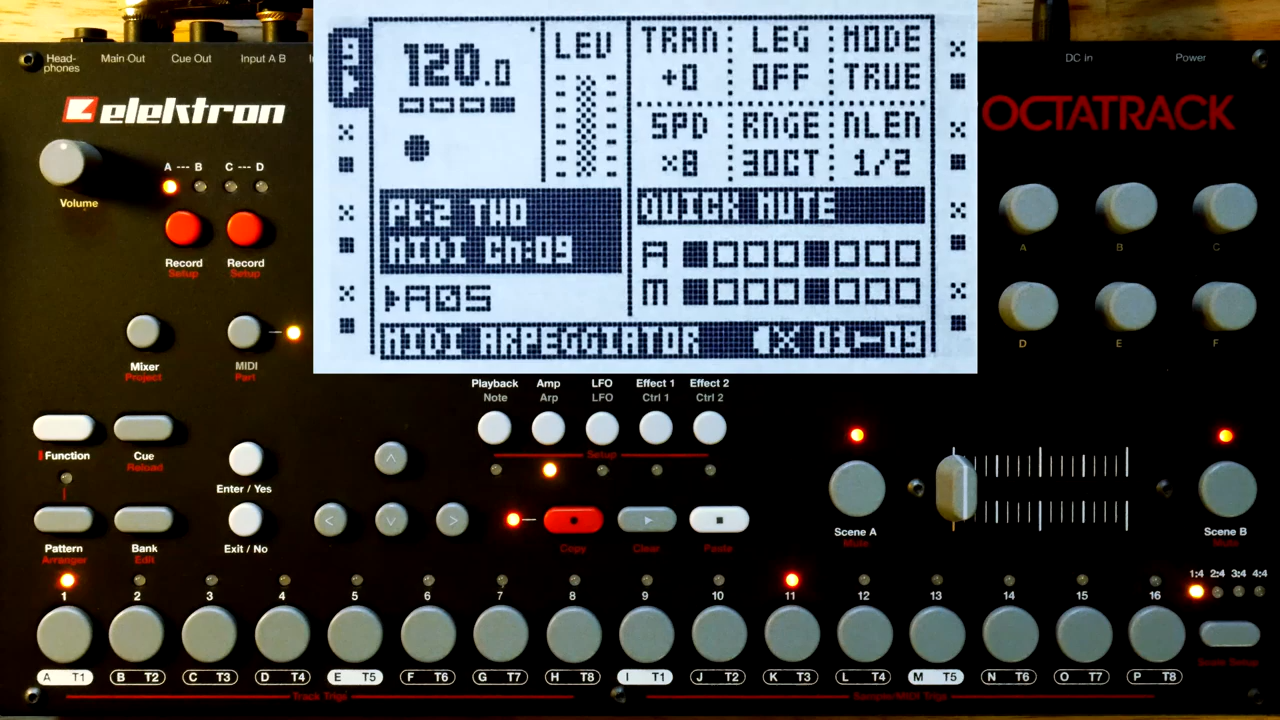 Head-
phones
Main Out
Cue Out
Input A B
DC In
Power
elektron
OCTATRACK
120.0
LEV
TRAN LEG MODE
+0 OFF TRUE
SPD RNGE NLEN
×8 3OCT 1/2
Pt:2 TWO
MIDI Ch:09
A05
QUICK MUTE
A
M
MIDI ARPEGGIATOR
01-09
A --- B C --- D
Volume
Record Record
Setup Setup
A B C
D E F
Mixer MIDI
Project Part
Playback Amp LFO Effect 1 Effect 2
Note Arp LFO Ctrl 1 Ctrl 2
Setup
Function Cue
Reload
Enter / Yes
Exit / No
Pattern Bank
Arranger Edit
Copy Clear Paste
Scene A Scene B
Mute Mute
1:4 2:4 3:4 4:4
1 2 3 4 5 6 7 8 9 10 11 12 13 14 15 16
Scale Setup
A T1 B T2 C T3 D T4 E T5 F T6 G T7 H T8 I T1 J T2 K T3 L T4 M T5 N T6 O T7 P T8
Track Trigs
Sample/MIDI Trigs